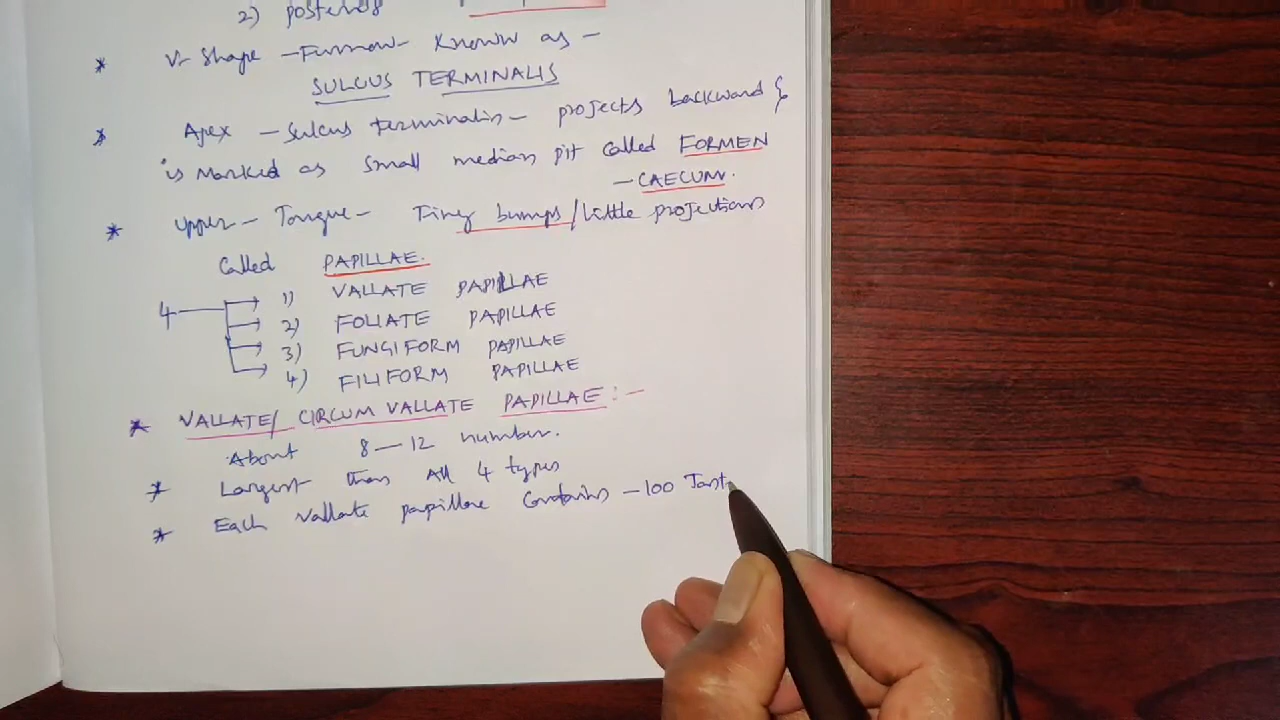 2) posterior
* V- Shape - Furrow - Known as -
SULCUS TERMINALIS
* Apex - Sulcus terminalis - projects backward &
is marked as small median pit called FORMEN
- CAECUM.
* Upper - Tongue - Tiny bumps/little projections
Called PAPILLAE.
4 1) VALLATE PAPILLAE
2) FOLIATE PAPILLAE
3) FUNGIFORM PAPILLAE
4) FILIFORM PAPILLAE
* VALLATE/ CIRCUM VALLATE PAPILLAE : -
About 8 - 12 number.
* Largest than All 4 types
* Each vallate papillae Contains - 100 Tast